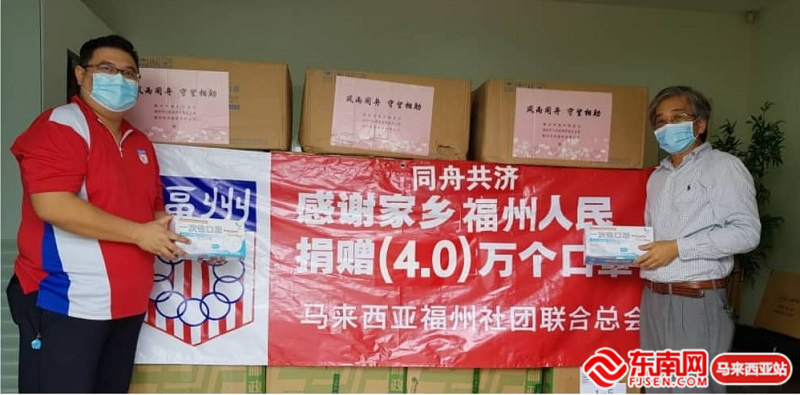 风雨同舟 守望相助
风雨同舟 守望相助
风雨同舟 守望相助
福州
同舟共济
感谢家乡福州人民
捐赠(4.0)万个口罩
马来西亚福州社团联合总会
一次性口罩
一次性口罩
东南网
FJSEN.COM
马来西亚站